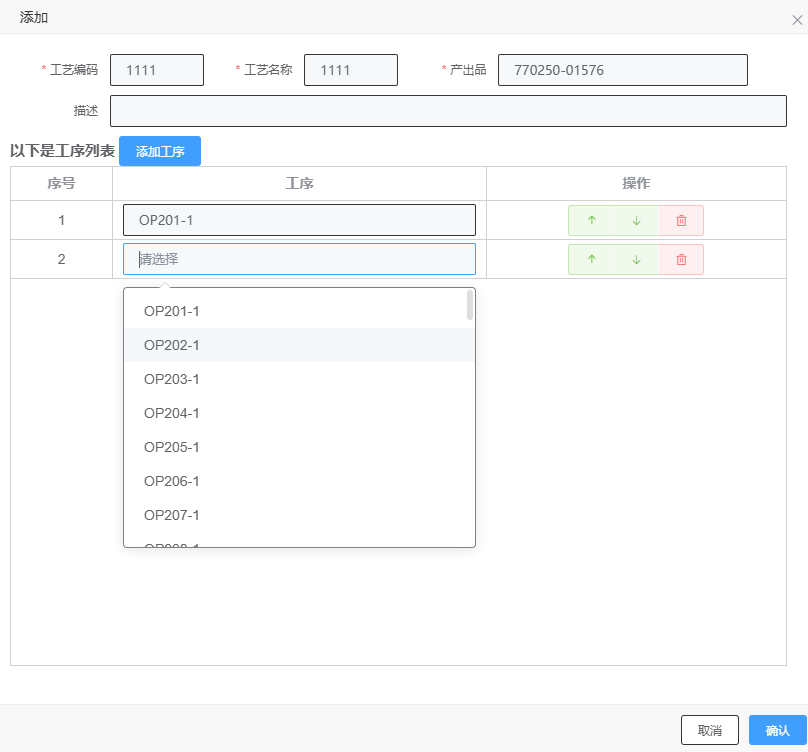 添加
* 工艺编码 1111 * 工艺名称 1111 * 产出品 770250-01576
描述
以下是工序列表 添加工序
序号 工序 操作
1 OP201-1
2 请选择
OP201-1
OP202-1
OP203-1
OP204-1
OP205-1
OP206-1
OP207-1
取消 确认